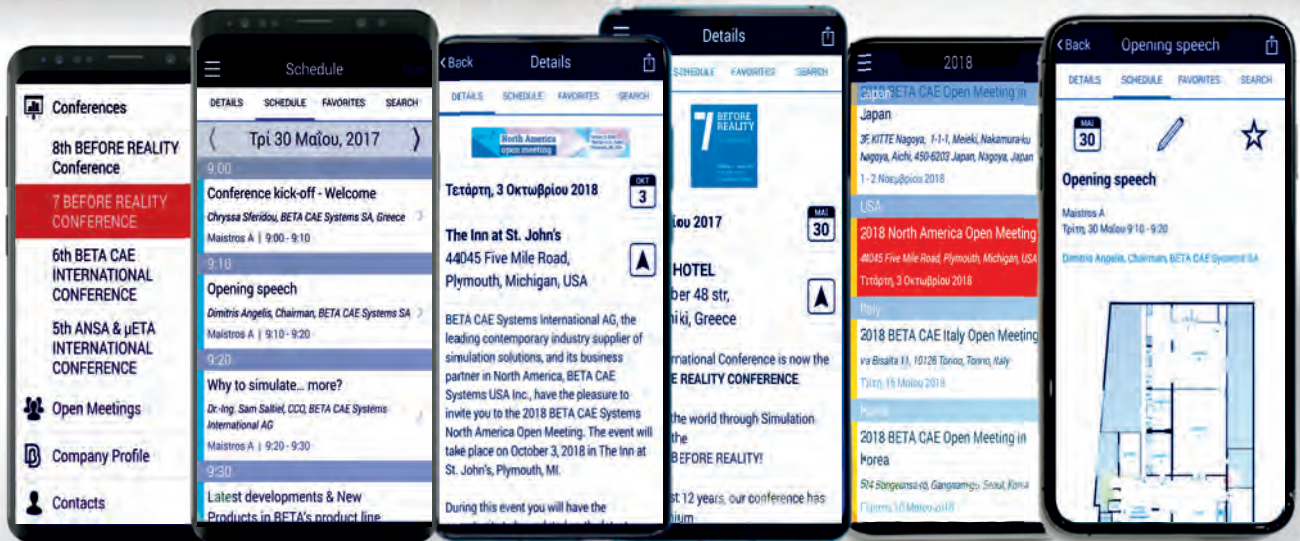 Conferences
8th BEFORE REALITY
Conference
7 BEFORE REALITY
CONFERENCE
6th BETA CAE
INTERNATIONAL
CONFERENCE
5th ANSA & μETA
INTERNATIONAL
CONFERENCE
Open Meetings
Company Profile
Contacts
Schedule
DETAILS SCHEDULE FAVORITES SEARCH
Τρί 30 Μαΐου, 2017
9:00
Conference kick-off - Welcome
Chryssa Sferidou, BETA CAE Systems SA, Greece
Maistros A | 9:00 - 9:10
9:10
Opening speech
Dimitris Angelis, Chairman, BETA CAE Systems SA
Maistros A | 9:10 - 9:20
9:20
Why to simulate... more?
Dr.-Ing. Sam Saltiel, CCO, BETA CAE Systems
International AG
Maistros A | 9:20 - 9:30
9:30
Latest developments & New
Products in BETA's product line
Back Details
DETAILS SCHEDULE FAVORITES SEARCH
North America
open meeting
Τετάρτη, 3 Οκτωβρίου 2018
ΟΚΤ
3
The Inn at St. John's
44045 Five Mile Road,
Plymouth, Michigan, USA
BETA CAE Systems International AG, the
leading contemporary industry supplier of
simulation solutions, and its business
partner in North America, BETA CAE
Systems USA Inc., have the pleasure to
invite you to the 2018 BETA CAE Systems
North America Open Meeting. The event will
take place on October 3, 2018 in The Inn at
St. John's, Plymouth, MI.
During this event you will have the
Details
SCHEDULE FAVORITES SEARCH
7 BEFORE
REALITY
ίου 2017
ΜΑΪ
30
HOTEL
ber 48 str,
niki, Greece
rnational Conference is now the
E REALITY CONFERENCE
the world through Simulation
the
BEFORE REALITY!
st 12 years, our conference has
nium
2018
Japan
2018 BETA CAE Open Meeting in
Japan
3F, KITTE Nagoya, 1-1-1, Meieki, Nakamura-ku
Nagoya, Aichi, 450-6203 Japan, Nagoya, Japan
1 - 2 Νοεμβρίου 2018
USA
2018 North America Open Meeting
44045 Five Mile Road, Plymouth, Michigan, USA
Τετάρτη, 3 Οκτωβρίου 2018
Italy
2018 BETA CAE Italy Open Meeting
via Bisalta 11, 10126 Torino, Torino, Italy
Τρίτη, 15 Μαΐου 2018
Korea
2018 BETA CAE Open Meeting in
Korea
Gangnam-gu, Seoul, Korea
Πέμπτη, 10 Μαΐου 2018
Back Opening speech
DETAILS SCHEDULE FAVORITES SEARCH
ΜΑΪ
30
Opening speech
Maistros A
Τρίτη, 30 Μαΐου 9:10 - 9:20
Dimitris Angelis, Chairman, BETA CAE Systems SA